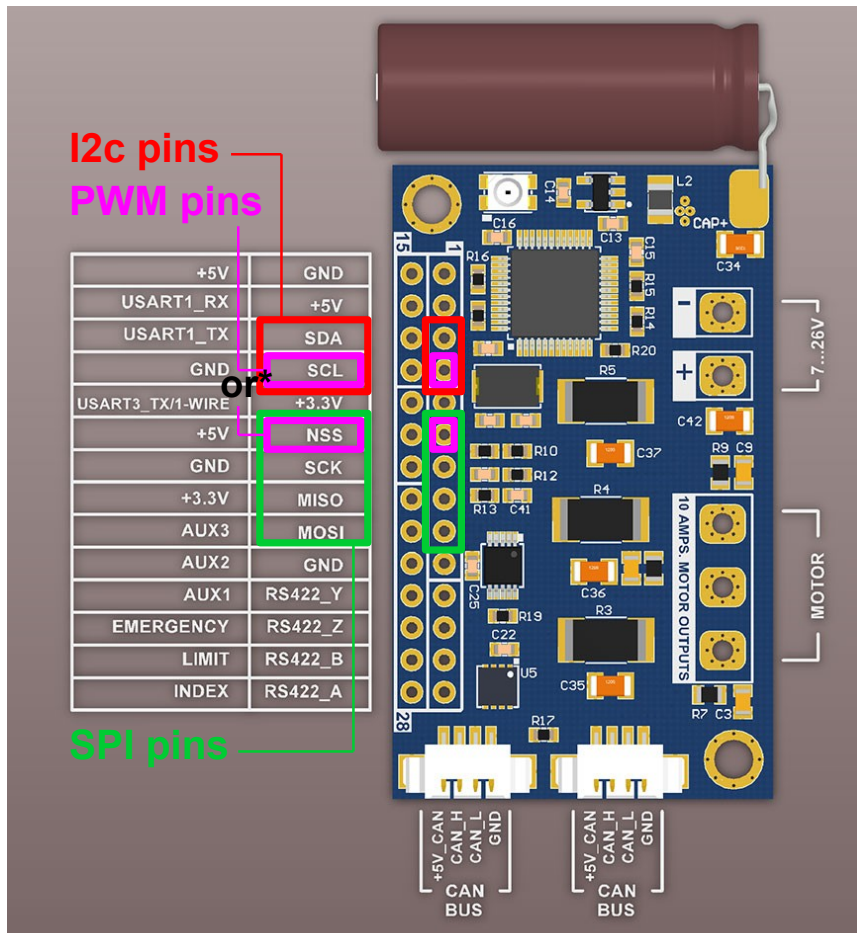 I2c pins
PWM pins
+5V GND
USART1_RX +5V
USART1_TX SDA
GND SCL
or*
USART3_TX/1-WIRE +3.3V
+5V NSS
GND SCK
+3.3V MISO
AUX3 MOSI
AUX2 GND
AUX1 RS422_Y
EMERGENCY RS422_Z
LIMIT RS422_B
INDEX RS422_A
SPI pins
C14
L2
C16
C13
CAP+
C34
15
1
R16
C15
R15
R14
R20
-
+
7...26V
R5
C42
C37
R10
R12
R13
C41
R9
C9
R4
10 AMPS. MOTOR OUTPUTS
MOTOR
C25
C36
R19
R3
C22
U5
C35
R7
C3
28
R17
+5V_CAN
CAN_H
CAN_L
GND
CAN
BUS
+5V_CAN
CAN_H
CAN_L
GND
CAN
BUS